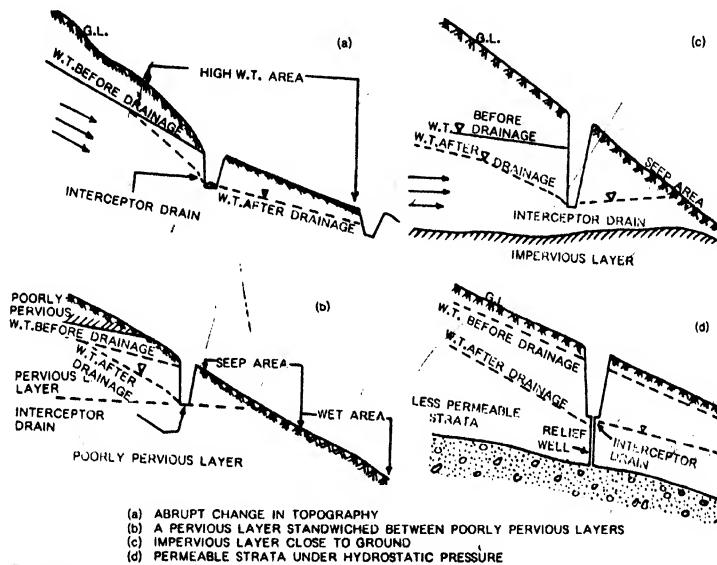 G.L.
(a)
W.T.BEFORE DRAINAGE
HIGH W.T. AREA
INTERCEPTOR DRAIN
W.T.AFTER DRAINAGE
G.L.
(c)
BEFORE
DRAINAGE
W.T.
W.T.AFTER DRAINAGE
SEEP AREA
INTERCEPTOR DRAIN
IMPERVIOUS LAYER
POORLY
PERVIOUS
(b)
W.T.BEFORE DRAINAGE
W.T.AFTER
DRAINAGE
SEEP AREA
PERVIOUS
LAYER
WET AREA
INTERCEPTOR
DRAIN
POORLY PERVIOUS LAYER
G.L.
(d)
W.T. BEFORE DRAINAGE
W.T.AFTER DRAINAGE
LESS PERMEABLE
STRATA
RELIEF
WELL
INTERCEPTOR
DRAIN
(a) ABRUPT CHANGE IN TOPOGRAPHY
(b) A PERVIOUS LAYER STANDWICHED BETWEEN POORLY PERVIOUS LAYERS
(c) IMPERVIOUS LAYER CLOSE TO GROUND
(d) PERMEABLE STRATA UNDER HYDROSTATIC PRESSURE